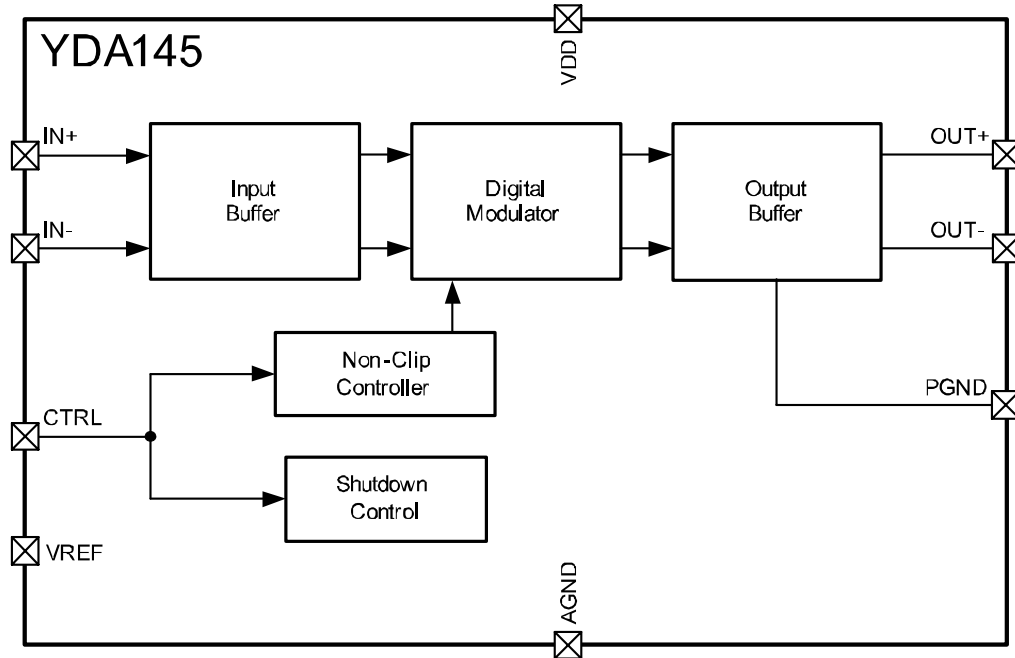 YDA145
VDD
IN+
IN-
Input
Buffer
Digital
Modulator
Output
Buffer
OUT+
OUT-
Non-Clip
Controller
PGND
CTRL
Shutdown
Control
VREF
AGND